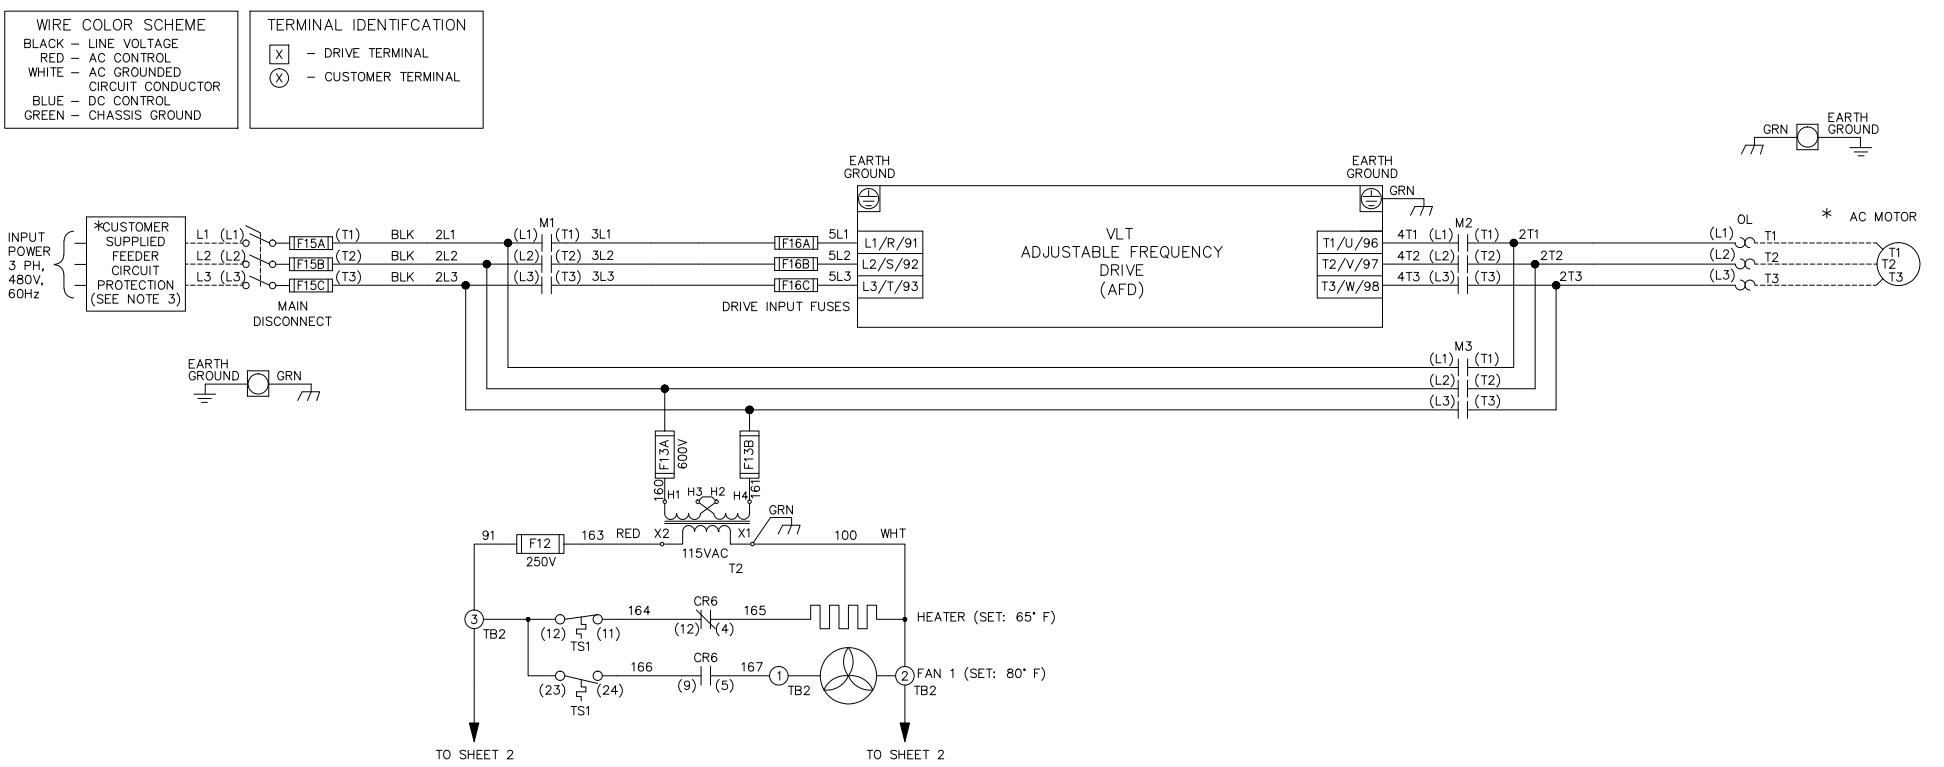 WIRE COLOR SCHEME
BLACK – LINE VOLTAGE
RED – AC CONTROL
WHITE – AC GROUNDED
CIRCUIT CONDUCTOR
BLUE – DC CONTROL
GREEN – CHASSIS GROUND
TERMINAL IDENTIFCATION
X – DRIVE TERMINAL
X – CUSTOMER TERMINAL
GRN
EARTH
GROUND
EARTH
GROUND
EARTH
GROUND
GRN
INPUT
POWER
3 PH,
480V,
60Hz
*CUSTOMER
SUPPLIED
FEEDER
CIRCUIT
PROTECTION
(SEE NOTE 3)
L1 (L1) F15A (T1) BLK 2L1 (L1) M1 (T1) 3L1 F16A 5L1 L1/R/91
L2 (L2) F15B (T2) BLK 2L2 (L2) (T2) 3L2 F16B 5L2 L2/S/92
L3 (L3) F15C (T3) BLK 2L3 (L3) (T3) 3L3 F16C 5L3 L3/T/93
MAIN
DISCONNECT
DRIVE INPUT FUSES
VLT
ADJUSTABLE FREQUENCY
DRIVE
(AFD)
T1/U/96 4T1 (L1) M2 (T1) 2T1
T2/V/97 4T2 (L2) (T2) 2T2
T3/W/98 4T3 (L3) (T3) 2T3
OL
(L1) T1
(L2) T2
(L3) T3
* AC MOTOR
T1
T2
T3
EARTH
GROUND GRN
M3
(L1) (T1)
(L2) (T2)
(L3) (T3)
F13A
600V
F13B
160
161
H1 H3 H2 H4
GRN
91 F12 163 RED X2 X1 100 WHT
250V
115VAC
T2
3
TB2
(12) (11)
TS1
164
CR6
(12) (4)
165
HEATER (SET: 65° F)
(23) (24)
TS1
166
CR6
(9) (5)
167
1
TB2
2
TB2
FAN 1 (SET: 80° F)
TO SHEET 2
TO SHEET 2